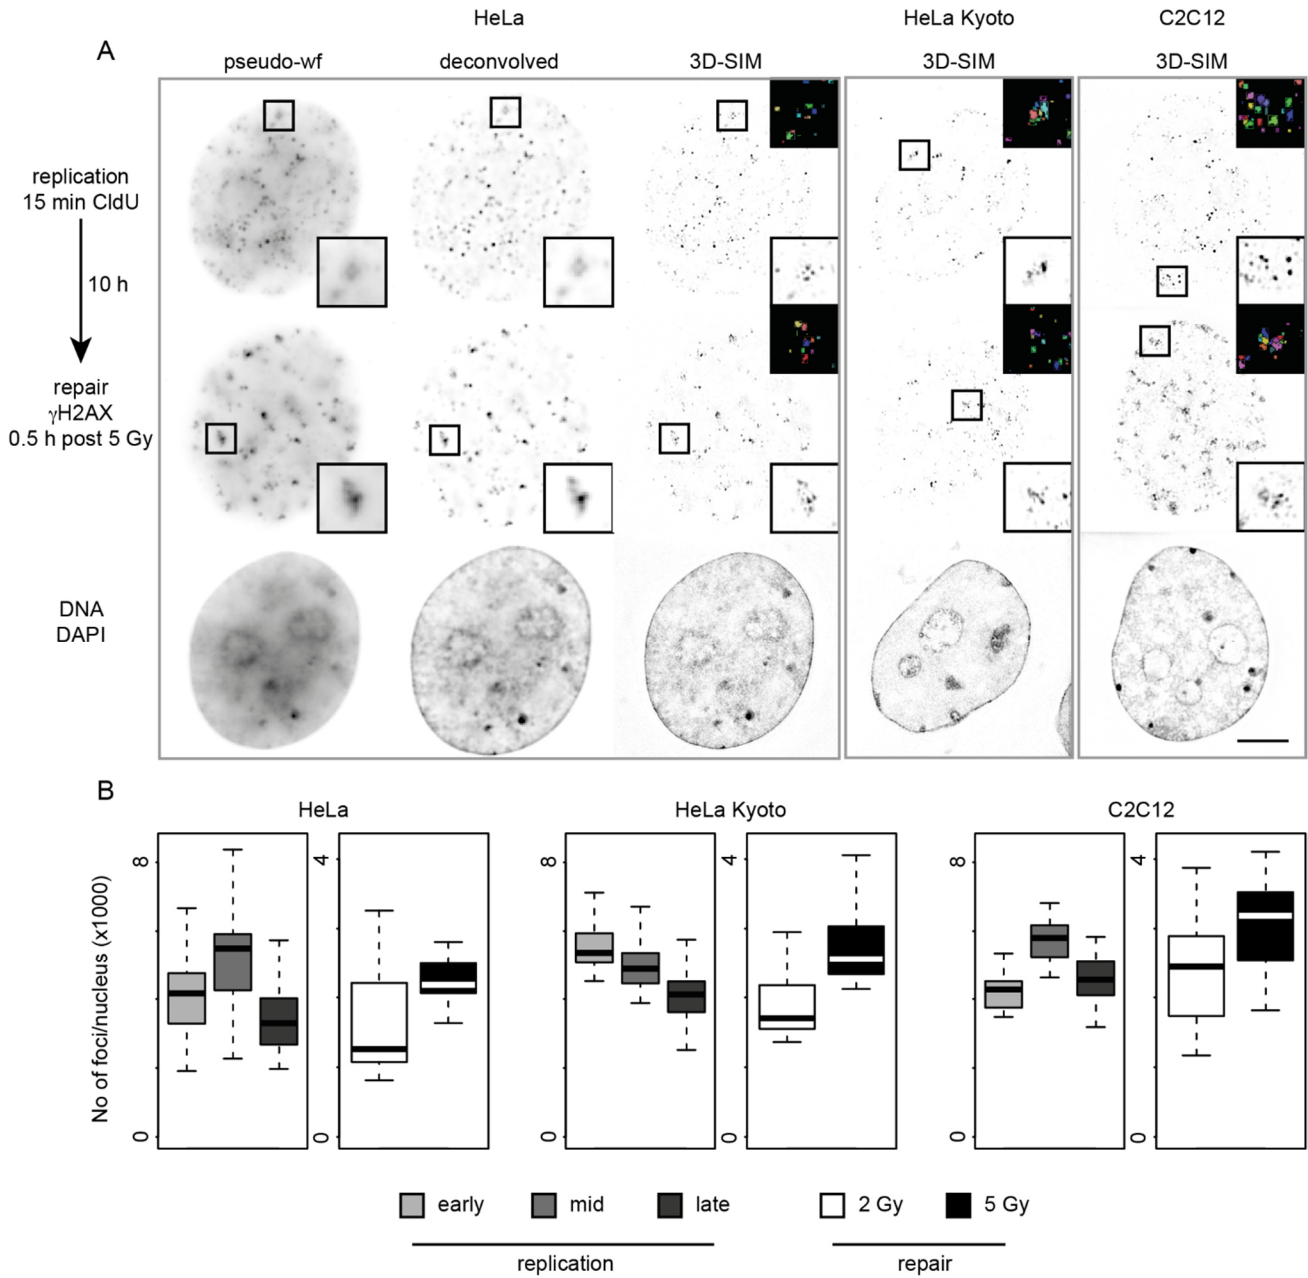 HeLa
HeLa Kyoto
C2C12
A
pseudo-wf
deconvolved
3D-SIM
3D-SIM
3D-SIM
replication
15 min CldU
10 h
repair
γH2AX
0.5 h post 5 Gy
DNA
DAPI
B
HeLa
HeLa Kyoto
C2C12
No of foci/nucleus (x1000)
8
0
4
0
8
0
4
0
8
0
4
0
early
mid
late
2 Gy
5 Gy
replication
repair